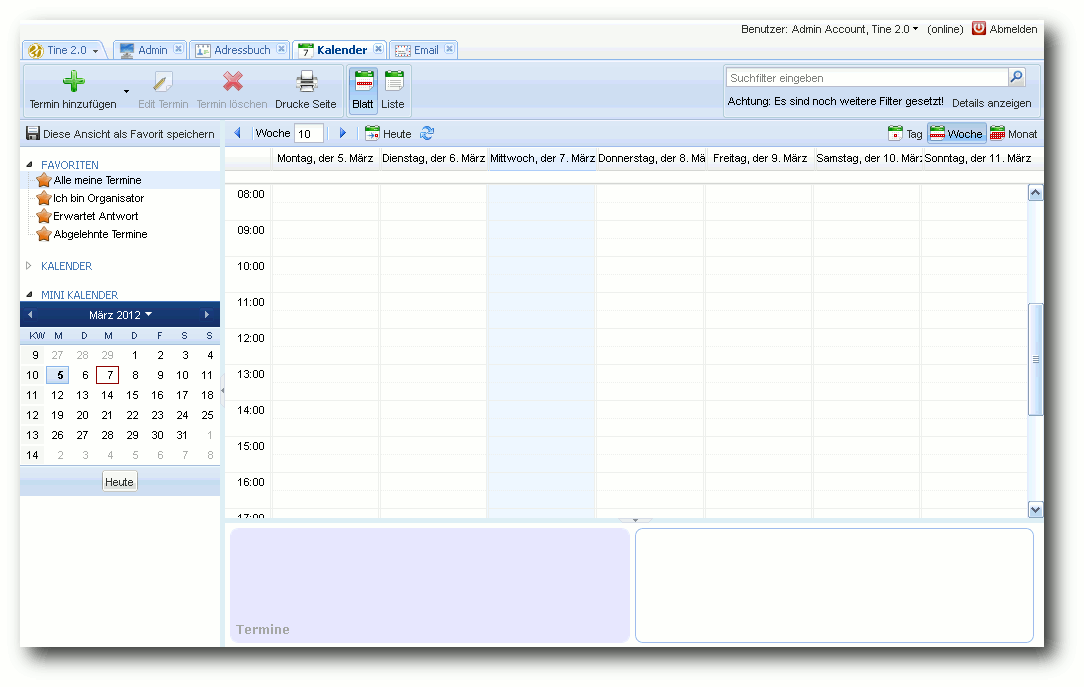 Benutzer: Admin Account, Tine 2.0 (online) Abmelden
Tine 2.0 Admin Adressbuch Kalender Email
Termin hinzufügen Edit Termin Termin löschen Drucke Seite Blatt Liste
Suchfilter eingeben
Achtung: Es sind noch weitere Filter gesetzt! Details anzeigen
Diese Ansicht als Favorit speichern
Woche 10 Heute Tag Woche Monat
FAVORITEN
Alle meine Termine
Ich bin Organisator
Erwartet Antwort
Abgelehnte Termine
KALENDER
MINI KALENDER
März 2012
KW M D M D F S S
9 27 28 29 1 2 3 4
10 5 6 7 8 9 10 11
11 12 13 14 15 16 17 18
12 19 20 21 22 23 24 25
13 26 27 28 29 30 31 1
14 2 3 4 5 6 7 8
Heute
Montag, der 5. März Dienstag, der 6. März Mittwoch, der 7. März Donnerstag, der 8. Mä Freitag, der 9. März Samstag, der 10. März Sonntag, der 11. März
08:00
09:00
10:00
11:00
12:00
13:00
14:00
15:00
16:00
17:00
Termine